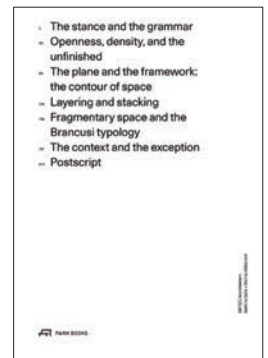 The stance and the grammar
Openness, density, and the
unfinished
The plane and the framework:
the contour of space
Layering and stacking
Fragmentary space and the
Brancusi typology
The context and the exception
Postscript
PARK BOOKS